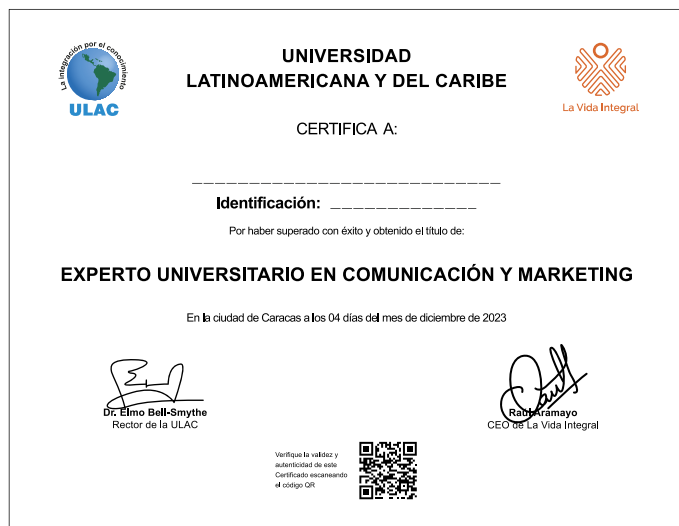 La integración por el conocimiento
ULAC
UNIVERSIDAD
LATINOAMERICANA Y DEL CARIBE
La Vida Integral
CERTIFICA A:
Identificación:
Por haber superado con éxito y obtenido el título de:
EXPERTO UNIVERSITARIO EN COMUNICACIÓN Y MARKETING
En la ciudad de Caracas a los 04 días del mes de diciembre de 2023
Dr. Elmo Bell-Smythe
Rector de la ULAC
Raúl Aramayo
CEO de La Vida Integral
Verifique la validez y
autenticidad de este
Certificado escaneando
el código QR